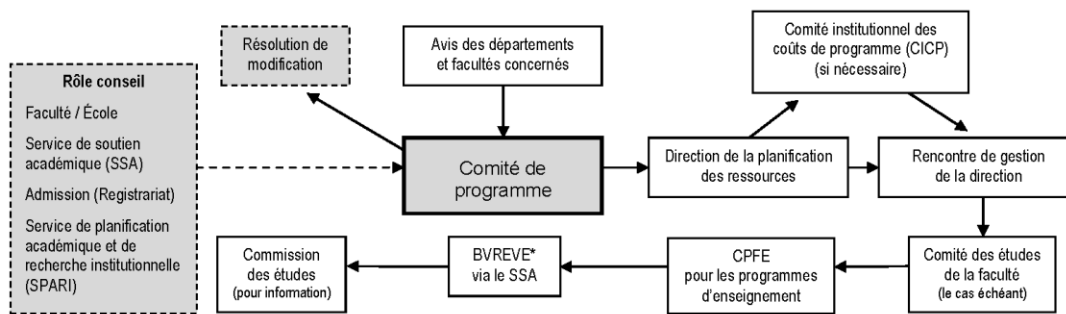 Rôle conseil
Faculté / École
Service de soutien
académique (SSA)
Admission (Registrariat)
Service de planification
académique et de
recherche institutionnelle
(SPARI)
Résolution de
modification
Avis des départements
et facultés concernés
Comité institutionnel des
coûts de programme (CICP)
(si nécessaire)
Comité de
programme
Direction de la planification
des ressources
Rencontre de gestion
de la direction
Commission
des études
(pour information)
BVREVE*
via le SSA
CPFE
pour les programmes
d'enseignement
Comité des études
de la faculté
(le cas échéant)